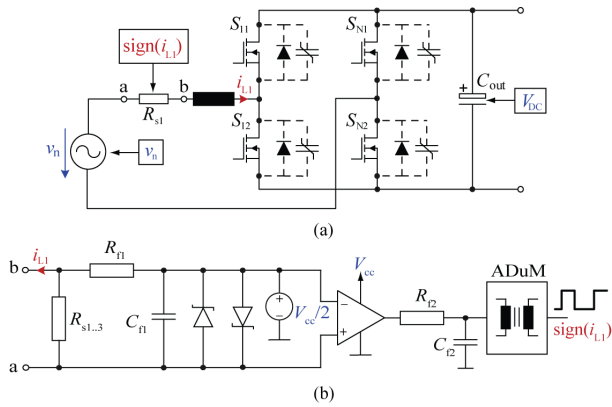 S11
SN1
sign(iL1)
a
b
iL1
Rs1
Cout
+
VDC
S12
SN2
vn
vn
(a)
b
iL1
Rf1
Vcc
ADuM
Rs1..3
Cf1
+
−
Vcc/2
−
+
Rf2
Cf2
sign(iL1)
a
(b)